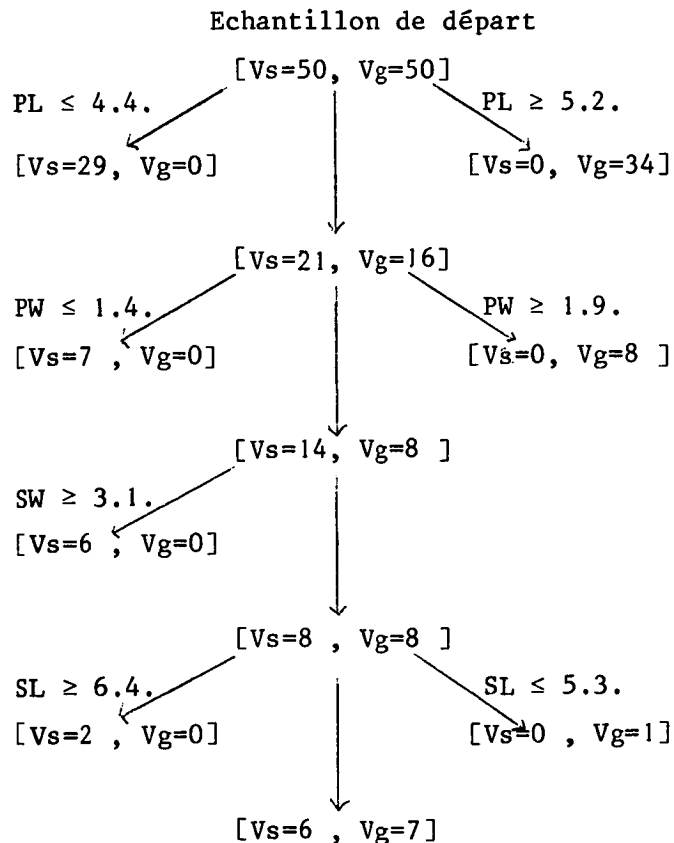 Echantillon de départ
[Vs=50, Vg=50]
PL ≤ 4.4. PL ≥ 5.2.
[Vs=29, Vg=0] [Vs=0, Vg=34]
[Vs=21, Vg=16]
PW ≤ 1.4. PW ≥ 1.9.
[Vs=7 , Vg=0] [Vs=0, Vg=8 ]
[Vs=14, Vg=8 ]
SW ≥ 3.1.
[Vs=6 , Vg=0]
[Vs=8 , Vg=8 ]
SL ≥ 6.4. SL ≤ 5.3.
[Vs=2 , Vg=0] [Vs=0 , Vg=1]
[Vs=6 , Vg=7]